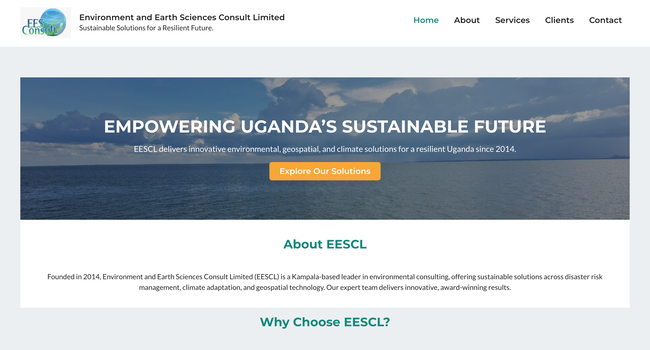 EES
Consult
Environment and Earth Sciences Consult Limited
Sustainable Solutions for a Resilient Future.
Home About Services Clients Contact
EMPOWERING UGANDA’S SUSTAINABLE FUTURE
EESCL delivers innovative environmental, geospatial, and climate solutions for a resilient Uganda since 2014.
Explore Our Solutions
About EESCL
Founded in 2014, Environment and Earth Sciences Consult Limited (EESCL) is a Kampala-based leader in environmental consulting, offering sustainable solutions across disaster risk
management, climate adaptation, and geospatial technology. Our expert team delivers innovative, award-winning results.
Why Choose EESCL?